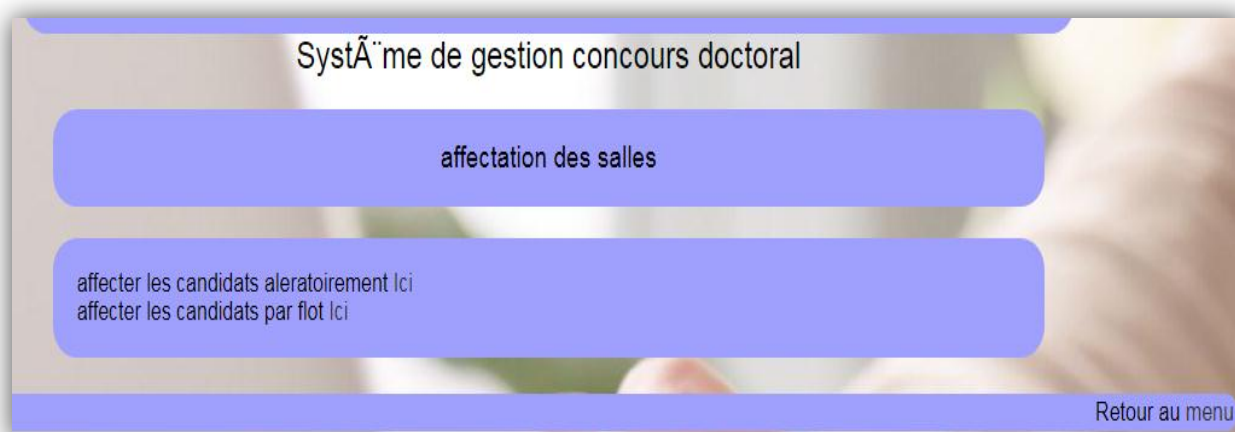 SystÃ¨me de gestion concours doctoral
affectation des salles
affecter les candidats aleratoirement Ici
affecter les candidats par flot Ici
Retour au menu